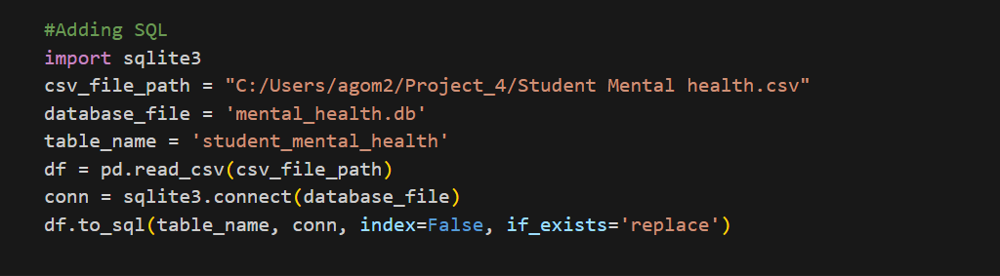 #Adding SQL
import sqlite3
csv_file_path = "C:/Users/agom2/Project_4/Student Mental health.csv"
database_file = 'mental_health.db'
table_name = 'student_mental_health'
df = pd.read_csv(csv_file_path)
conn = sqlite3.connect(database_file)
df.to_sql(table_name, conn, index=False, if_exists='replace')